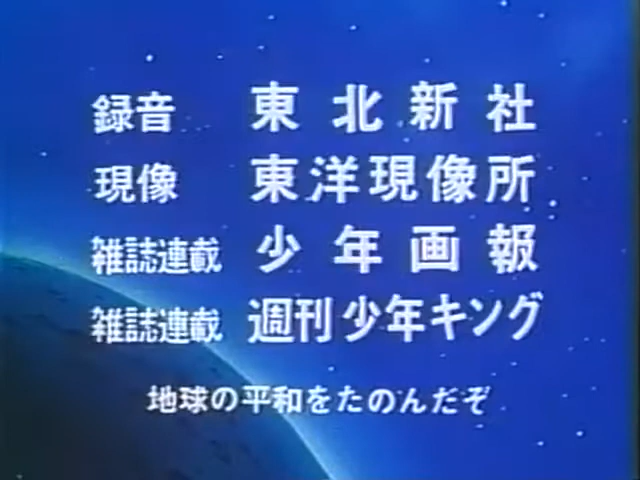 録音 東北新社
現像 東洋現像所
雑誌連載 少年画報
雑誌連載 週刊少年キング
地球の平和をたのんだぞ